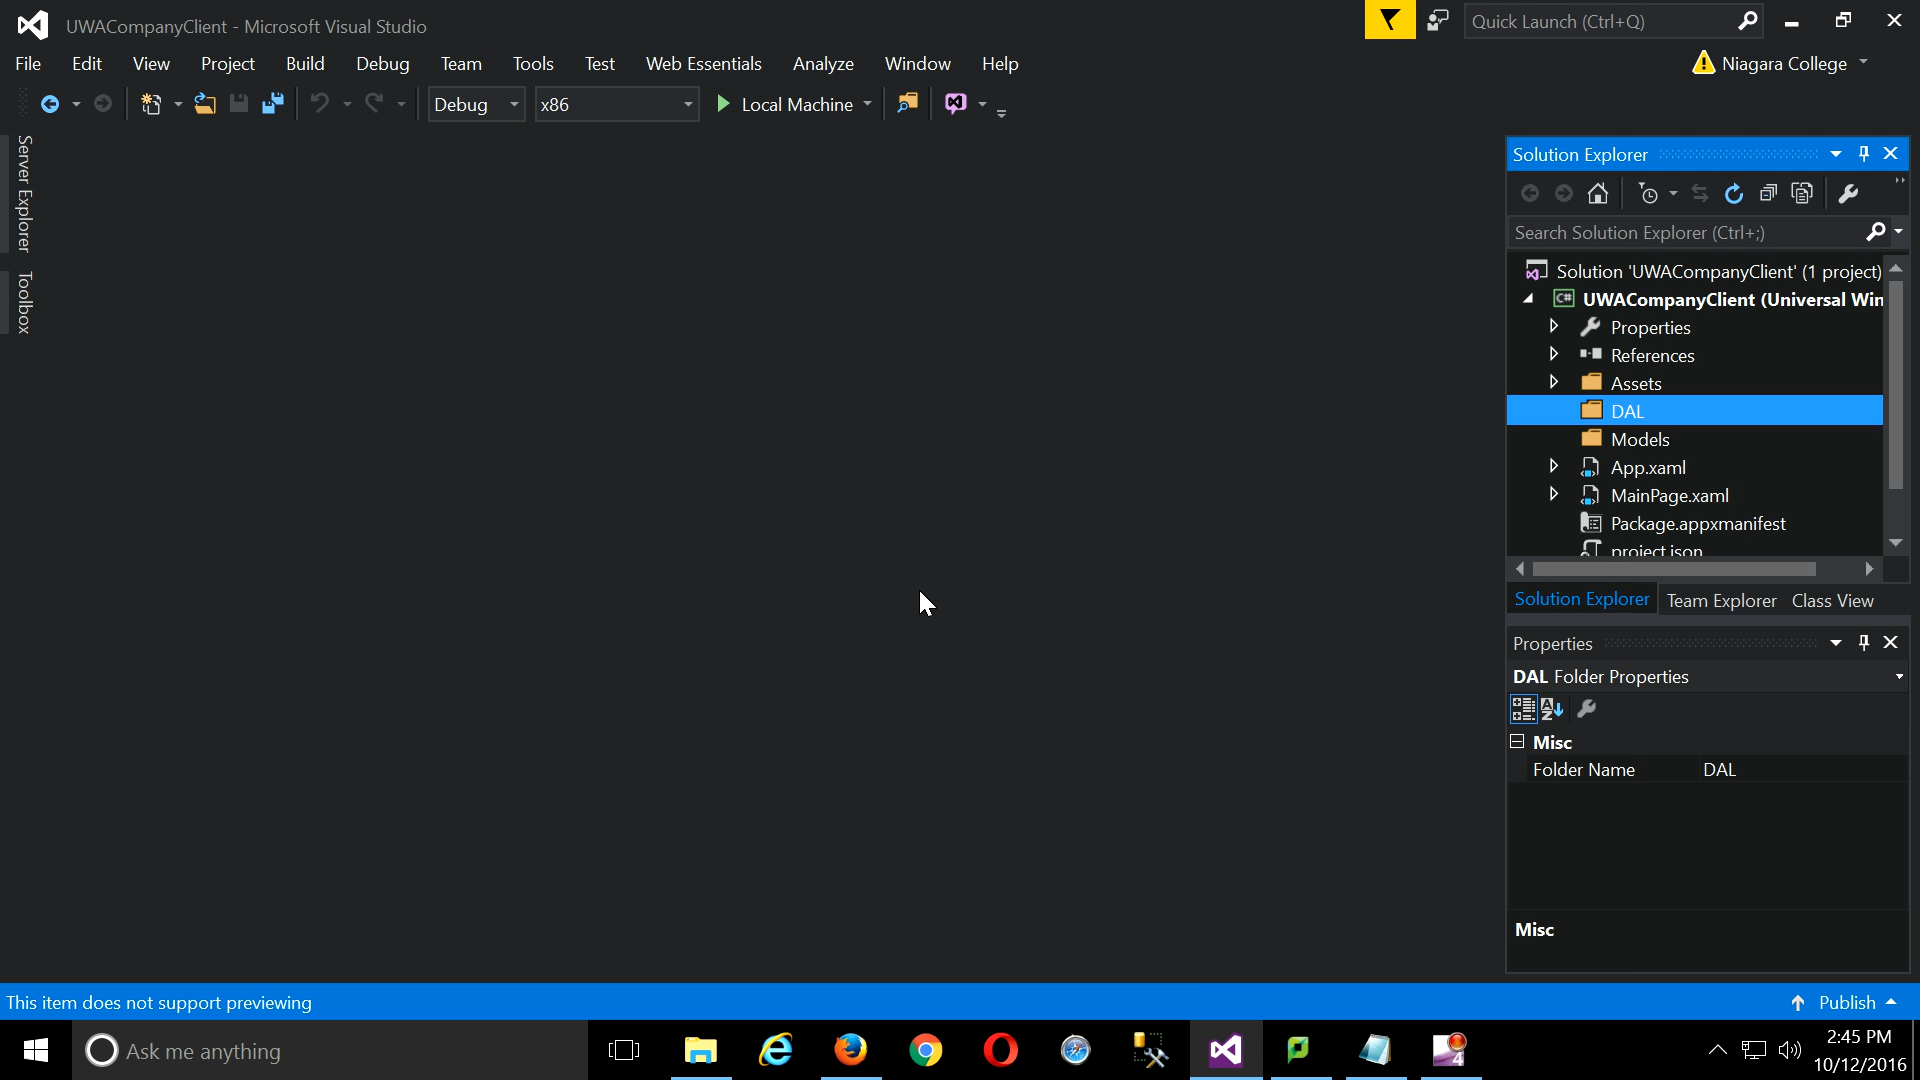 UWACompanyClient - Microsoft Visual Studio
Quick Launch (Ctrl+Q)
File Edit View Project Build Debug Team Tools Test Web Essentials Analyze Window Help
Niagara College
Debug x86 Local Machine
Server Explorer
Toolbox
Solution Explorer
Search Solution Explorer (Ctrl+;)
Solution 'UWACompanyClient' (1 project)
C# UWACompanyClient (Universal Win
Properties
References
Assets
DAL
Models
App.xaml
MainPage.xaml
Package.appxmanifest
project.json
Solution Explorer Team Explorer Class View
Properties
DAL Folder Properties
Misc
Folder Name DAL
Misc
This item does not support previewing
Publish
Ask me anything
4
2:45 PM
10/12/2016